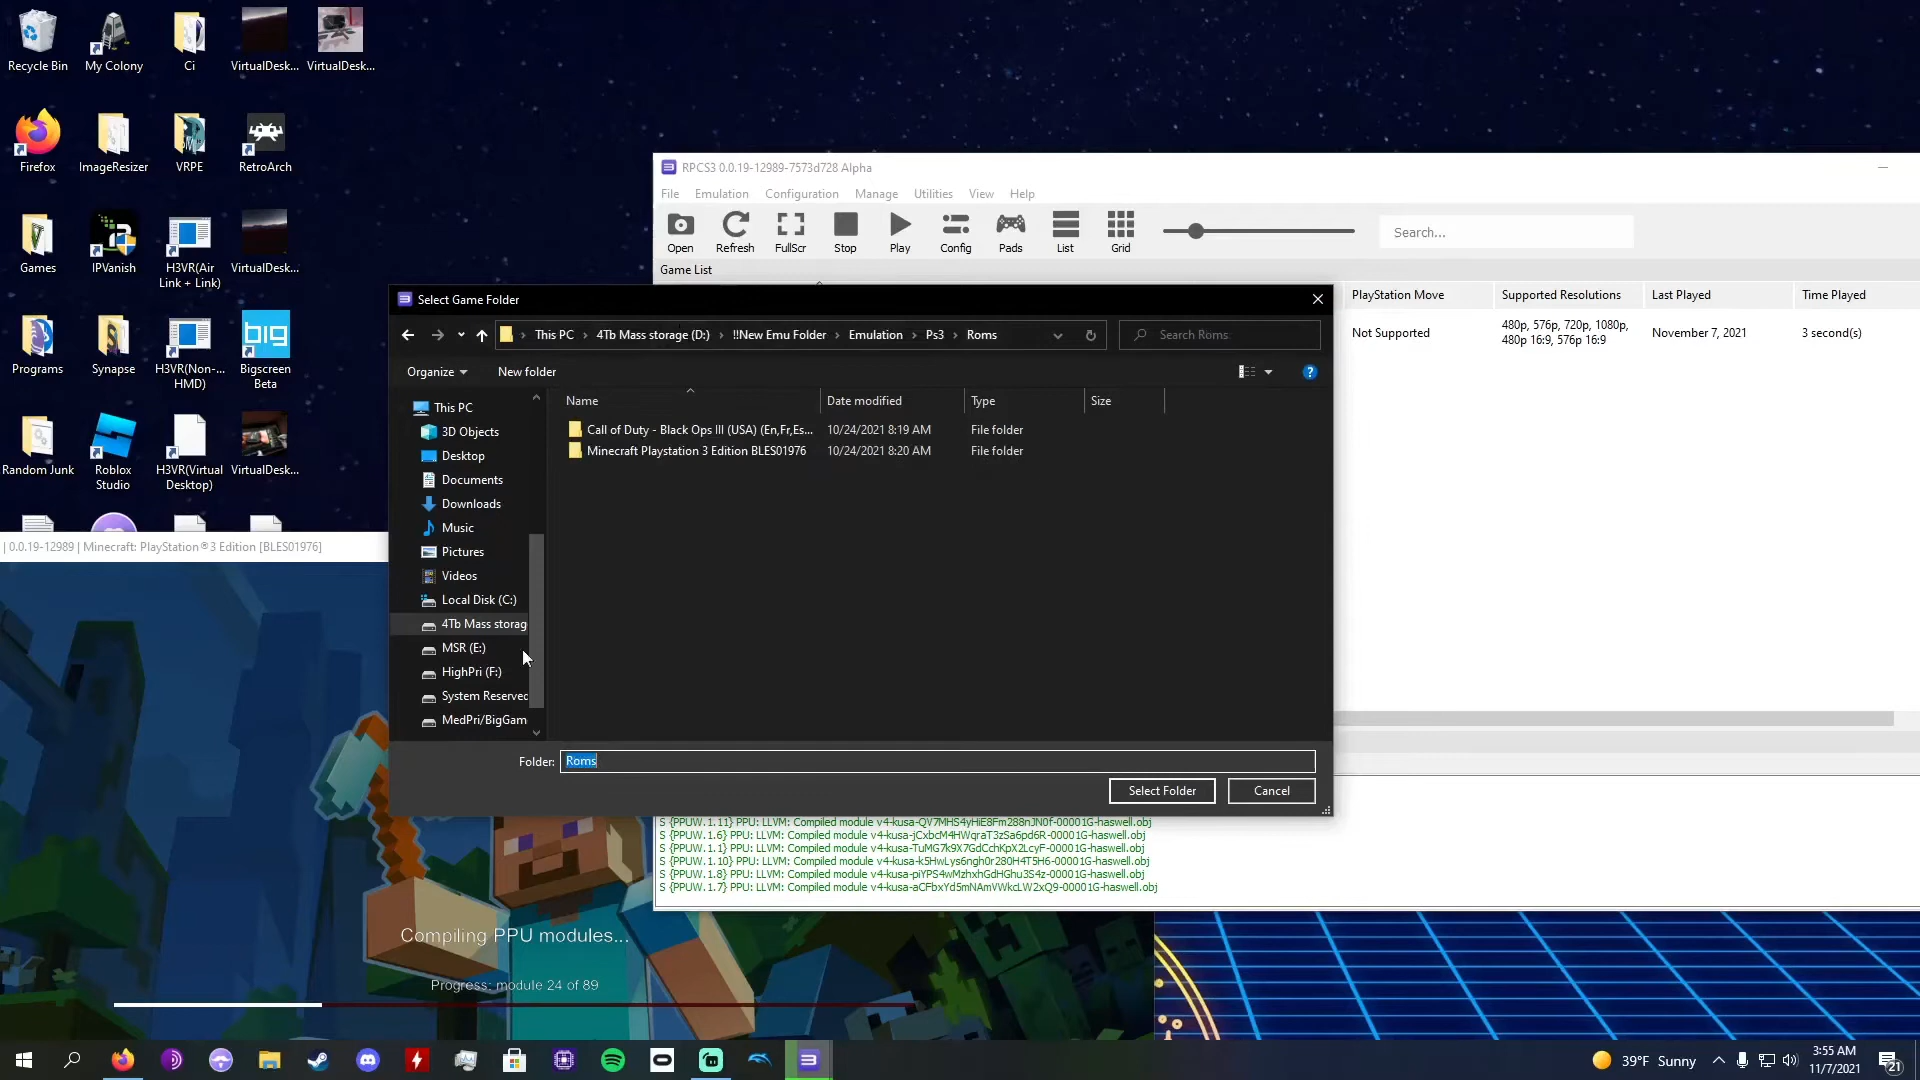 Recycle Bin
My Colony
Ci
VirtualDesk...
VirtualDesk...
Firefox
ImageResizer
VRPE
RetroArch
Games
IPVanish
H3VR(Air
Link + Link)
VirtualDesk...
Programs
Synapse
H3VR(Non-...
HMD)
big
Bigscreen
Beta
Random Junk
Roblox
Studio
H3VR(Virtual
Desktop)
VirtualDesk...
RPCS3 0.0.19-12989-7573d728 Alpha
File Emulation Configuration Manage Utilities View Help
Open Refresh FullScr Stop Play Config Pads List Grid
Search...
Game List
PlayStation Move Supported Resolutions Last Played Time Played
Not Supported
480p, 576p, 720p, 1080p,
480p 16:9, 576p 16:9
November 7, 2021
3 second(s)
Select Game Folder
This PC > 4Tb Mass storage (D:) > !!New Emu Folder > Emulation > Ps3 > Roms
Search Roms
Organize New folder
Name Date modified Type Size
Call of Duty - Black Ops III (USA) (En,Fr,Es... 10/24/2021 8:19 AM File folder
Minecraft Playstation 3 Edition BLES01976 10/24/2021 8:20 AM File folder
This PC
3D Objects
Desktop
Documents
Downloads
Music
Pictures
Videos
Local Disk (C:)
4Tb Mass storag
MSR (E:)
HighPri (F:)
System Reserved
MedPri/BigGam
Folder: Roms
Select Folder Cancel
| 0.0.19-12989 | Minecraft: PlayStation®3 Edition [BLES01976]
S {PPUW.1.11} PPU: LLVM: Compiled module v4-kusa-QV7MHS4yHiE8Fm288nJN0f-00001G-haswell.obj
S {PPUW.1.6} PPU: LLVM: Compiled module v4-kusa-jCxbcM4HWqraT3zSa6pd6R-00001G-haswell.obj
S {PPUW.1.1} PPU: LLVM: Compiled module v4-kusa-TuMG7k9X7GdCchKpX2LcyF-00001G-haswell.obj
S {PPUW.1.10} PPU: LLVM: Compiled module v4-kusa-k5HwLys6ngh0r280H4T5H6-00001G-haswell.obj
S {PPUW.1.8} PPU: LLVM: Compiled module v4-kusa-piYPS4wMzhxhGdHGhu3S4z-00001G-haswell.obj
S {PPUW.1.7} PPU: LLVM: Compiled module v4-kusa-aCFbxYd5mNAmVWkcLW2xQ9-00001G-haswell.obj
Compiling PPU modules...
Progress: module 24 of 89
39°F Sunny
3:55 AM
11/7/2021
21